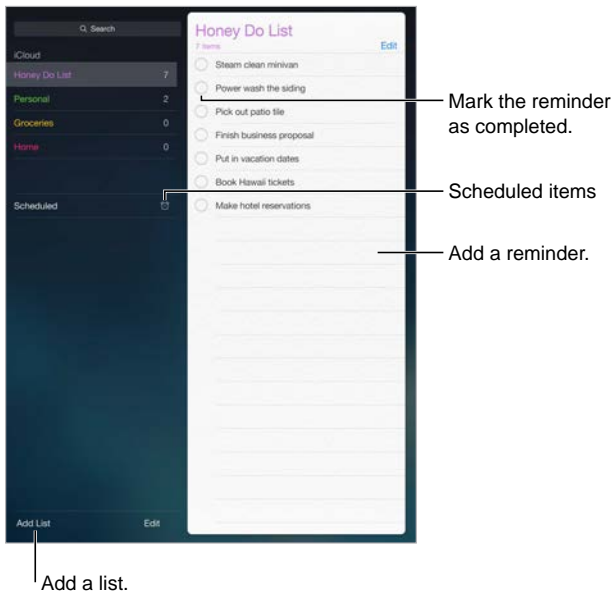 Search
iCloud
Honey Do List 7
Personal 2
Groceries 0
Home 0
Scheduled
Add List Edit
Honey Do List
7 items Edit
Steam clean minivan
Power wash the siding
Pick out patio tile
Finish business proposal
Put in vacation dates
Book Hawaii tickets
Make hotel reservations
Mark the reminder
as completed.
Scheduled items
Add a reminder.
Add a list.